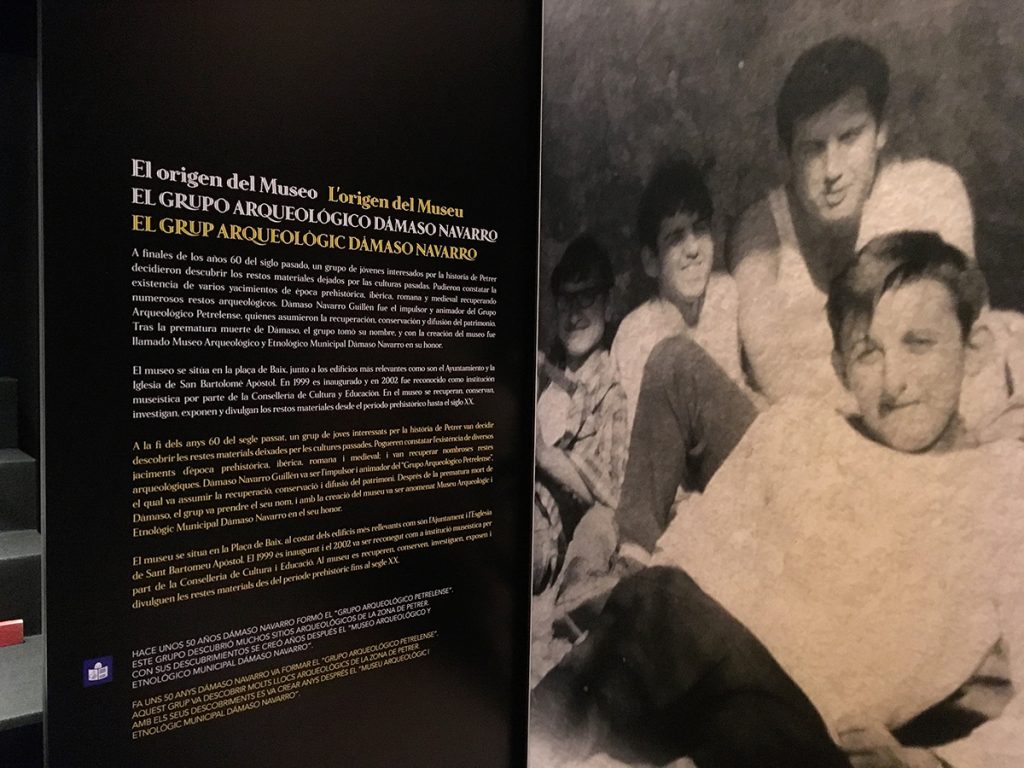 El origen del Museo L'origen del Museu
EL GRUPO ARQUEOLÓGICO DÁMASO NAVARRO
EL GRUP ARQUEOLÒGIC DÁMASO NAVARRO
A finales de los años 60 del siglo pasado, un grupo de jóvenes interesados por la historia de Petrer
decidieron descubrir los restos materiales dejados por las culturas pasadas. Pudieron constatar la
existencia de varios yacimientos de época prehistórica, ibérica, romana y medieval recuperando
numerosos restos arqueológicos. Dámaso Navarro Guillén fue el impulsor y animador del Grupo
Arqueológico Petrelense, quienes asumieron la recuperación, conservación y difusión del patrimonio.
Tras la prematura muerte de Dámaso, el grupo tomó su nombre, y con la creación del museo fue
llamado Museo Arqueológico y Etnológico Municipal Dámaso Navarro en su honor.
El museo se sitúa en la plaça de Baix, junto a los edificios más relevantes como son el Ayuntamiento y la
Iglesia de San Bartolomé Apóstol. En 1999 es inaugurado y en 2002 fue reconocido como institución
museística por parte de la Conselleria de Cultura y Educación. En el museo se recuperan, conservan,
investigan, exponen y divulgan los restos materiales desde el período prehistórico hasta el siglo XX.
A la fi dels anys 60 del segle passat, un grup de joves interessats per la història de Petrer van decidir
descobrir les restes materials deixades per les cultures passades. Pogueren constatar l'existència de diversos
jaciments d'època prehistòrica, ibèrica, romana i medieval; i van recuperar nombroses restes
arqueològiques. Dámaso Navarro Guillén va ser l'impulsor i animador del "Grupo Arqueológico Petrelense",
el qual va assumir la recuperació, conservació i difusió del patrimoni. Després de la prematura mort de
Dámaso, el grup va prendre el seu nom, i amb la creació del museu va ser anomenar Museu Arqueològic i
Etnològic Municipal Dámaso Navarro en el seu honor.
El museu se situa en la Plaça de Baix, al costat dels edificis més rellevants com són l'Ajuntament i l'Església
de Sant Bartomeu Apòstol. El 1999 és inaugurat i el 2002 va ser reconegut com a institució museística per
part de la Conselleria de Cultura i Educació. Al museu es recuperen, conserven, investiguen, exponen i
divulguen les restes materials des del període prehistòric fins al segle XX.
HACE UNOS 50 AÑOS DÁMASO NAVARRO FORMÓ EL "GRUPO ARQUEOLÓGICO PETRELENSE".
ESTE GRUPO DESCUBRIÓ MUCHOS SITIOS ARQUEOLÓGICOS DE LA ZONA DE PETRER.
CON SUS DESCUBRIMIENTOS SE CREÓ AÑOS DESPUÉS EL "MUSEO ARQUEOLÓGICO Y
ETNOLÓGICO MUNICIPAL DÁMASO NAVARRO".
FA UNS 50 ANYS DÁMASO NAVARRO VA FORMAR EL "GRUPO ARQUEOLÓGICO PETRELENSE".
AQUEST GRUP VA DESCOBRIR MOLTS LLOCS ARQUEOLÒGICS DE LA ZONA DE PETRER.
AMB ELS SEUS DESCOBRIMENTS ES VA CREAR ANYS DESPRÉS EL "MUSEU ARQUEOLÒGIC I
ETNOLÒGIC MUNICIPAL DÁMASO NAVARRO".